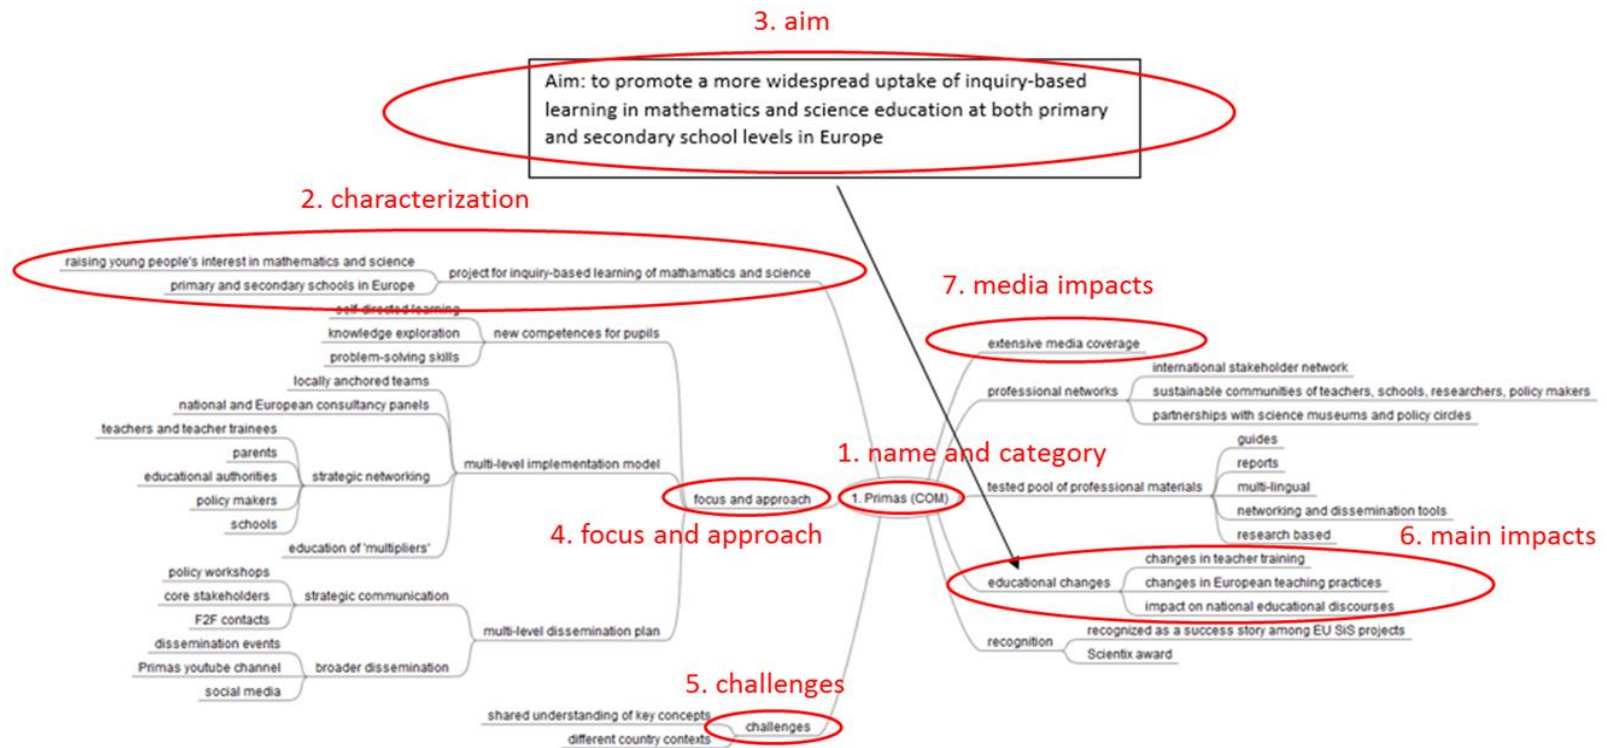 3. aim
Aim: to promote a more widespread uptake of inquiry-based
learning in mathematics and science education at both primary
and secondary school levels in Europe
2. characterization
raising young people's interest in mathematics and science
primary and secondary schools in Europe
project for inquiry-based learning of mathamatics and science
self-directed learning
knowledge exploration
problem-solving skills
new competences for pupils
locally anchored teams
national and European consultancy panels
teachers and teacher trainees
parents
educational authorities
policy makers
schools
strategic networking
education of 'multipliers'
multi-level implementation model
policy workshops
core stakeholders
F2F contacts
strategic communication
dissemination events
Primas youtube channel
social media
broader dissemination
multi-level dissemination plan
focus and approach
4. focus and approach
5. challenges
shared understanding of key concepts
different country contexts
challenges
1. name and category
1. Primas (COM)
7. media impacts
extensive media coverage
professional networks
international stakeholder network
sustainable communities of teachers, schools, researchers, policy makers
partnerships with science museums and policy circles
tested pool of professional materials
guides
reports
multi-lingual
networking and dissemination tools
research based
6. main impacts
educational changes
changes in teacher training
changes in European teaching practices
impact on national educational discourses
recognition
recognized as a success story among EU SiS projects
Scientix award